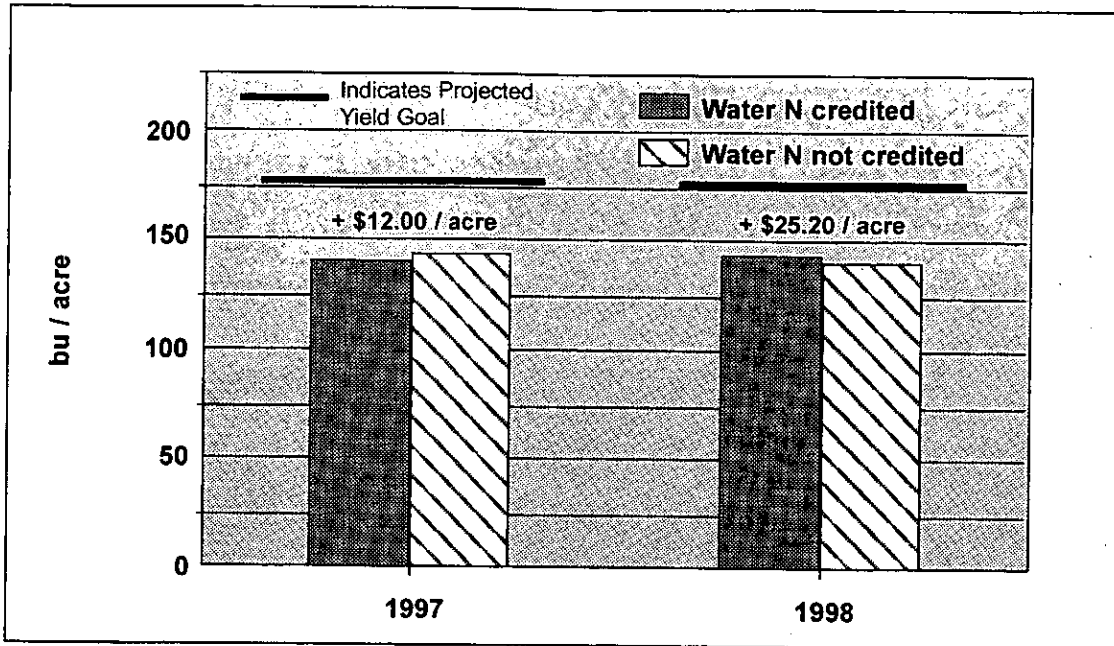 Indicates Projected
Yield Goal
Water N credited
Water N not credited
200
150
100
50
0
bu / acre
+ $12.00 / acre
+ $25.20 / acre
1997
1998